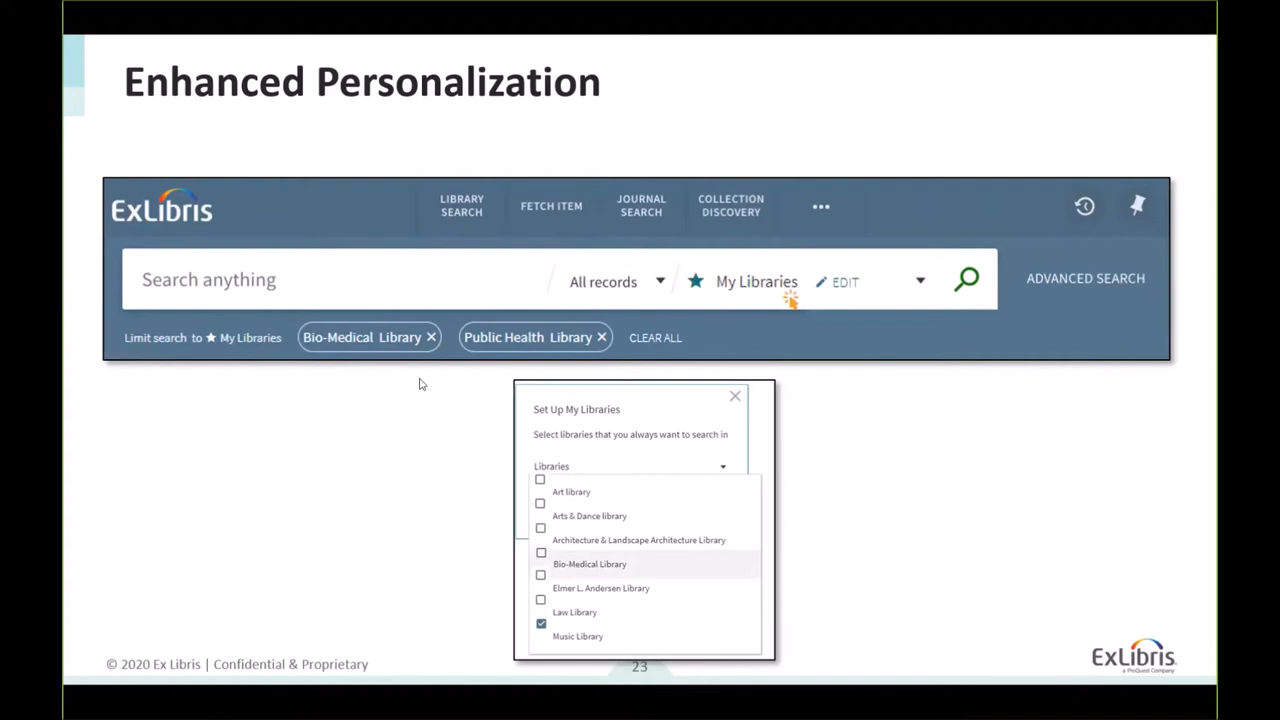 Enhanced Personalization
ExLibris
LIBRARY SEARCH
FETCH ITEM
JOURNAL SEARCH
COLLECTION DISCOVERY
Search anything
All records
My Libraries
EDIT
ADVANCED SEARCH
Limit search to ★ My Libraries
Bio-Medical Library ×
Public Health Library ×
CLEAR ALL
Set Up My Libraries
Select libraries that you always want to search in
Libraries
Art library
Arts & Dance library
Architecture & Landscape Architecture Library
Bio-Medical Library
Elmer L. Andersen Library
Law Library
Music Library
© 2020 Ex Libris | Confidential & Proprietary
23
ExLibris
a ProQuest Company